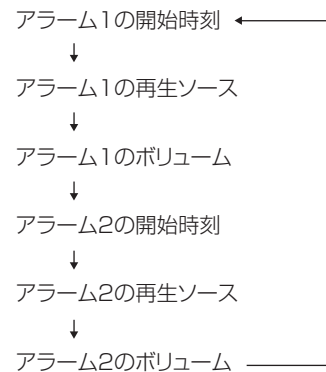 アラーム1の開始時刻
アラーム1の再生ソース
アラーム1のボリューム
アラーム2の開始時刻
アラーム2の再生ソース
アラーム2のボリューム